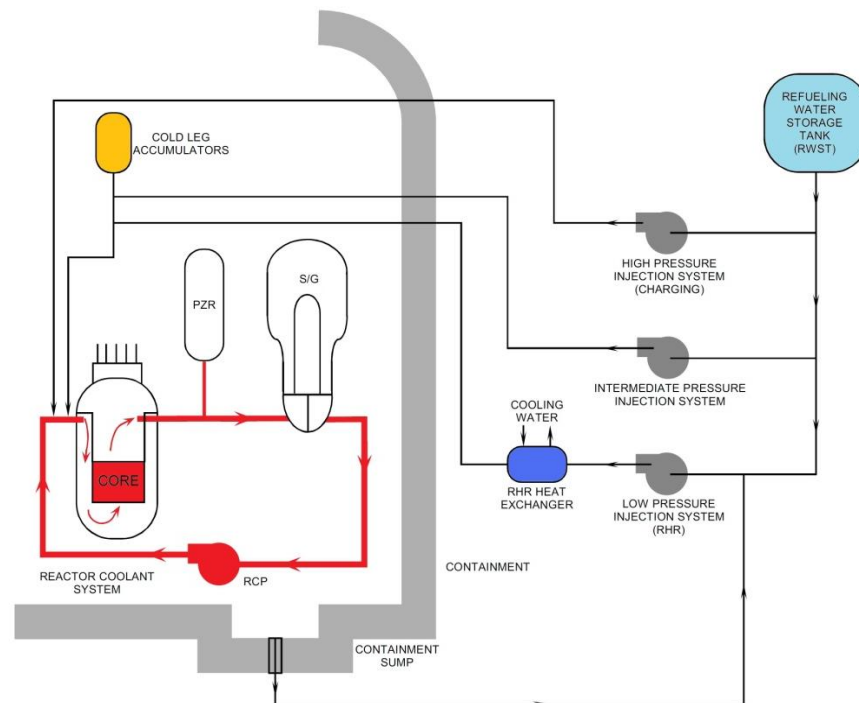 REFUELING
WATER
STORAGE
TANK
(RWST)
COLD LEG
ACCUMULATORS
HIGH PRESSURE
INJECTION SYSTEM
(CHARGING)
PZR
S/G
INTERMEDIATE PRESSURE
INJECTION SYSTEM
COOLING
WATER
CORE
RHR HEAT
EXCHANGER
LOW PRESSURE
INJECTION SYSTEM
(RHR)
REACTOR COOLANT
SYSTEM
RCP
CONTAINMENT
CONTAINMENT
SUMP